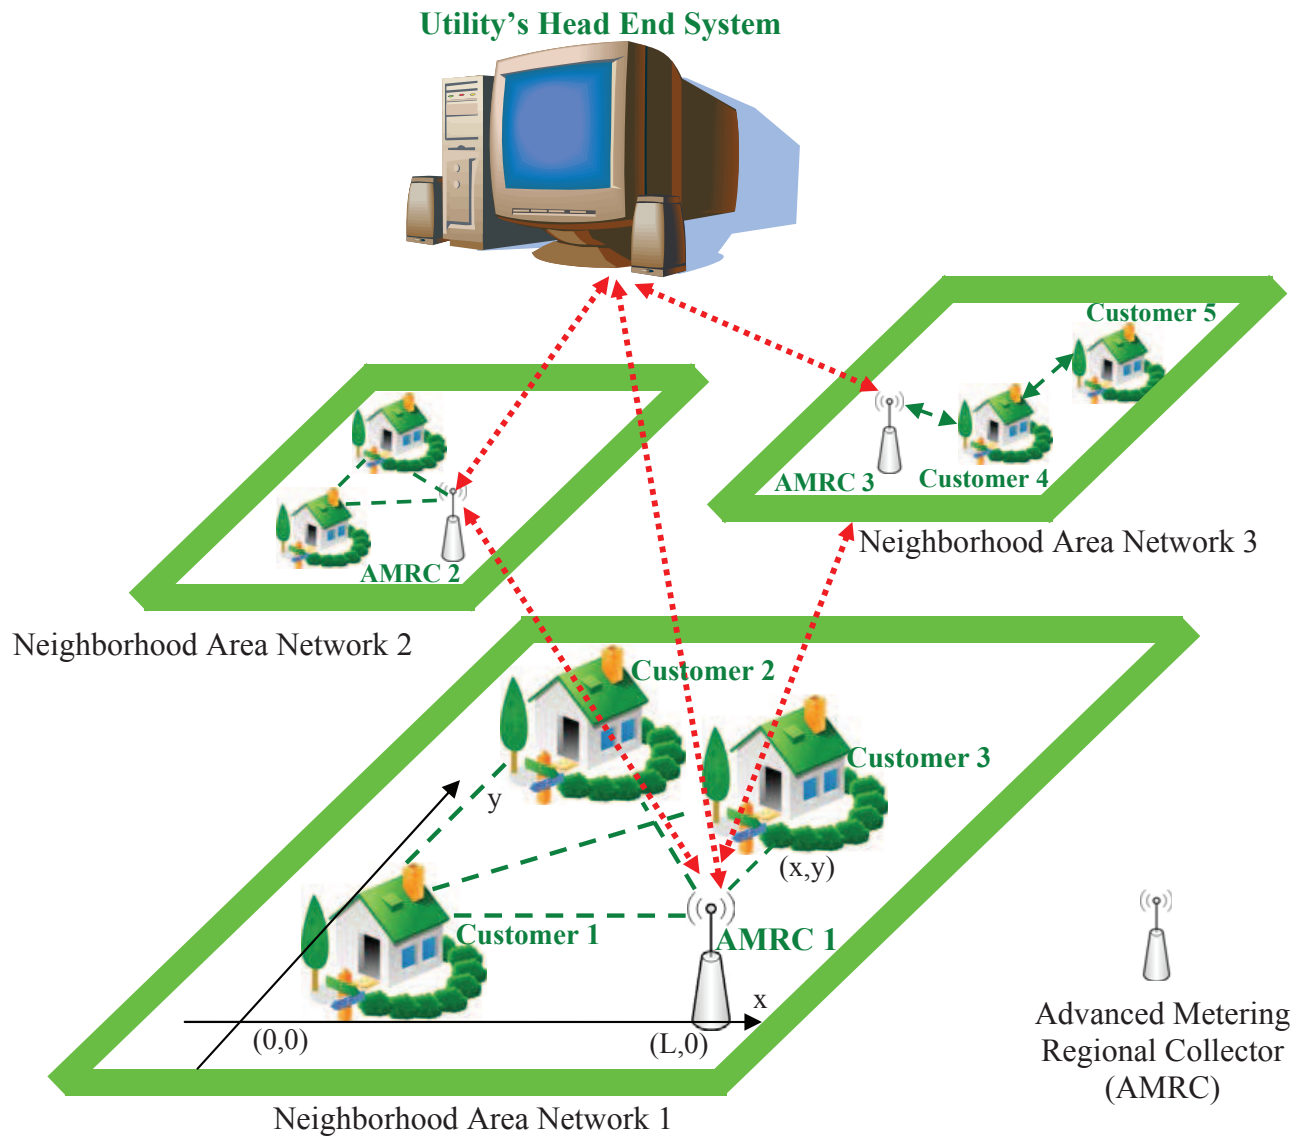 Utility's Head End System
Customer 5
AMRC 3
Customer 4
Neighborhood Area Network 3
AMRC 2
Neighborhood Area Network 2
Customer 2
Customer 3
y
(x,y)
Customer 1
AMRC 1
x
(0,0)
(L,0)
Neighborhood Area Network 1
Advanced Metering
Regional Collector
(AMRC)